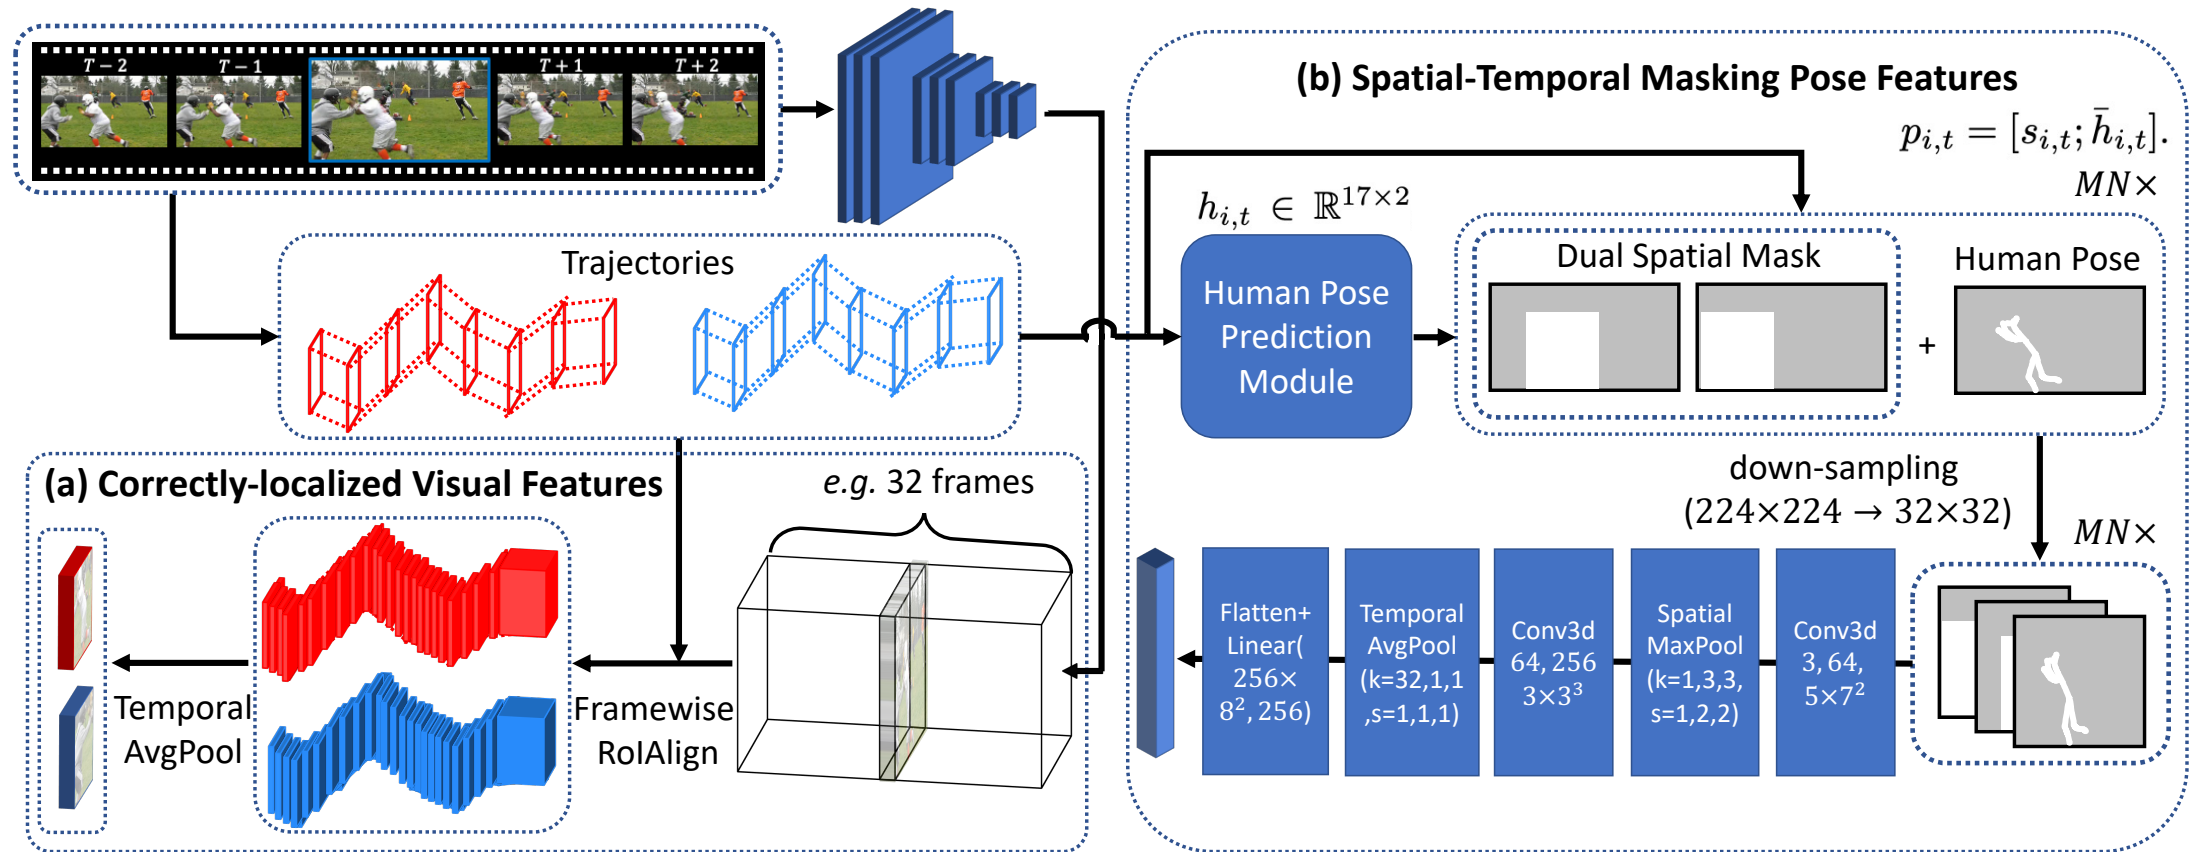 T − 2
T − 1
T + 1
T + 2
Trajectories
(a) Correctly-localized Visual Features
e.g. 32 frames
Temporal
AvgPool
Framewise
RoIAlign
(b) Spatial-Temporal Masking Pose Features
p_{i,t} = [s_{i,t}; h̄_{i,t}].
MN×
h_{i,t} ∈ ℝ^{17×2}
Human Pose
Prediction
Module
Dual Spatial Mask
Human Pose
+
down-sampling
(224×224 → 32×32)
MN×
Flatten+
Linear(
256×
8², 256)
Temporal
AvgPool
(k=32,1,1
,s=1,1,1)
Conv3d
64, 256
3×3³
Spatial
MaxPool
(k=1,3,3,
s=1,2,2)
Conv3d
3, 64,
5×7²